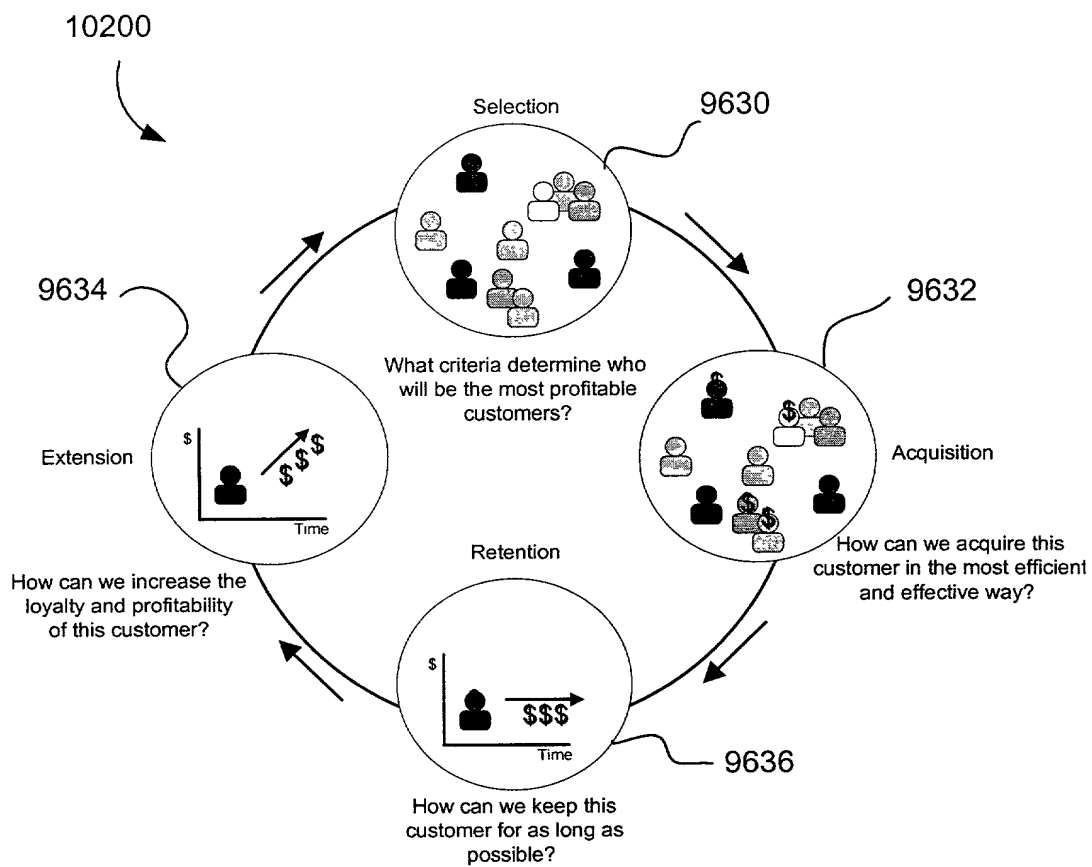 10200
Selection
9630
9634
9632
What criteria determine who
will be the most profitable
customers?
$
$
Extension
$
$ $ $
Time
Acquisition
$
$
How can we increase the
loyalty and profitability
of this customer?
Retention
How can we acquire this
customer in the most efficient
and effective way?
$
$$$
Time
9636
How can we keep this
customer for as long as
possible?